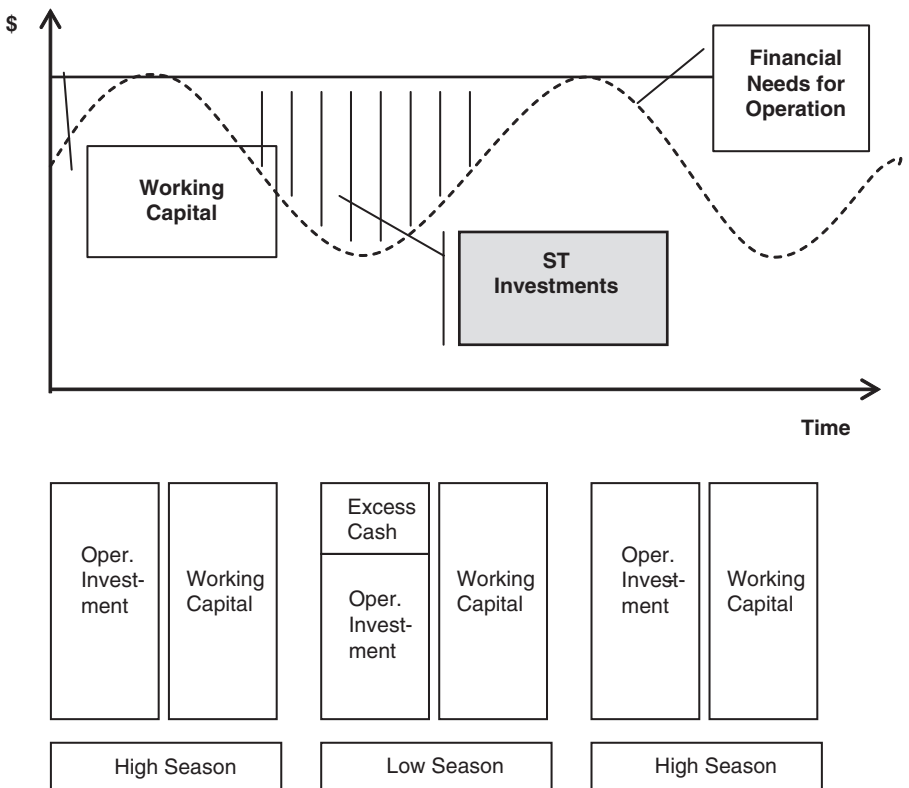 $
Financial
Needs for
Operation
Working
Capital
ST
Investments
Time
Oper.
Invest-
ment
Working
Capital
Excess
Cash
Oper.
Invest-
ment
Working
Capital
Oper.
Invest-
ment
Working
Capital
High Season
Low Season
High Season